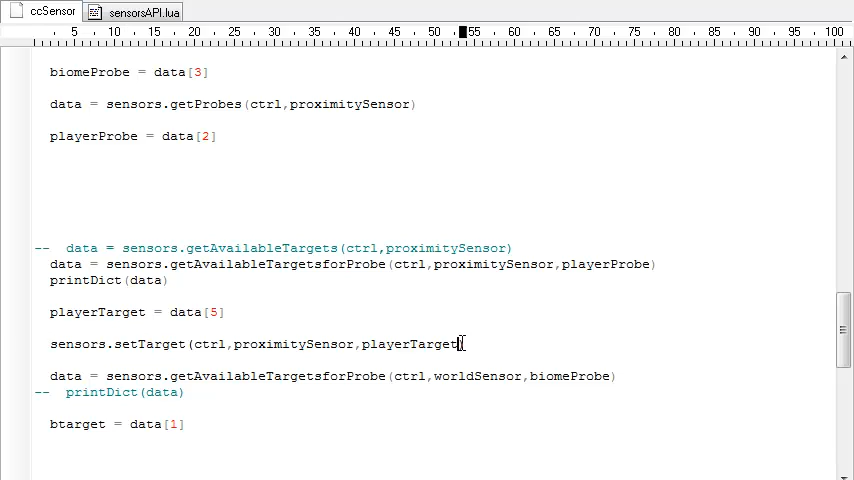 ccSensor sensorsAPI.lua
5 10 15 20 25 30 35 40 45 50 55 60 65 70 75 80 85 90 95 100
biomeProbe = data[3]
data = sensors.getProbes(ctrl,proximitySensor)
playerProbe = data[2]
--  data = sensors.getAvailableTargets(ctrl,proximitySensor)
data = sensors.getAvailableTargetsforProbe(ctrl,proximitySensor,playerProbe)
printDict(data)
playerTarget = data[5]
sensors.setTarget(ctrl,proximitySensor,playerTarget)
data = sensors.getAvailableTargetsforProbe(ctrl,worldSensor,biomeProbe)
--  printDict(data)
btarget = data[1]